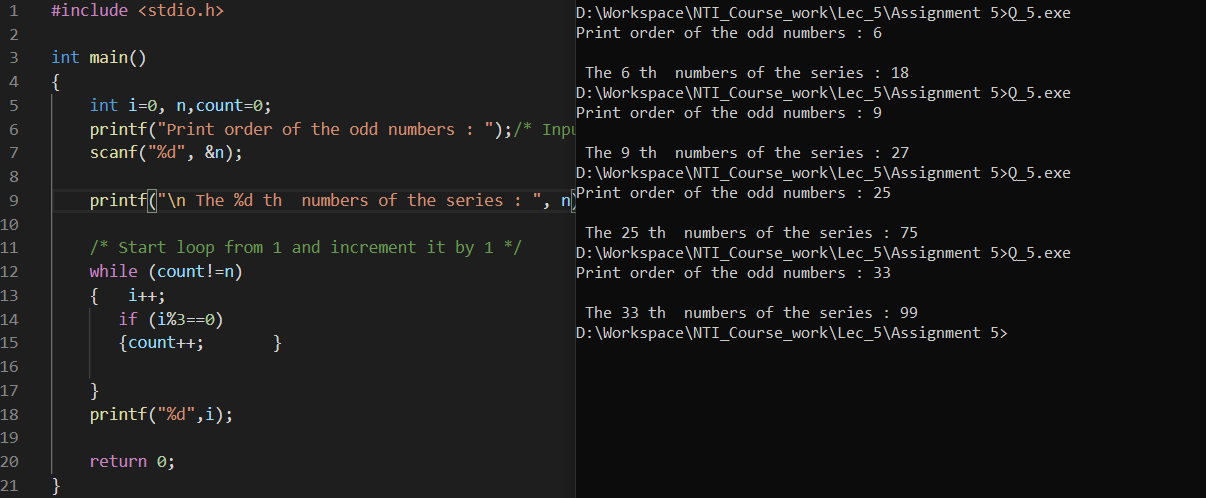 1 #include <stdio.h>
2
3 int main()
4 {
5 int i=0, n,count=0;
6 printf("Print order of the odd numbers : ");/*
7 scanf("%d", &n);
8
9 printf("\n The %d th  numbers of the series : ", n)
10
11 /* Start loop from 1 and increment it by 1 */
12 while (count!=n)
13 {   i++;
14 if (i%3==0)
15 {count++;       }
16
17 }
18 printf("%d",i);
19
20 return 0;
21 }
D:\Workspace\NTI_Course_work\Lec_5\Assignment 5>Q_5.exe
Print order of the odd numbers : 6
The 6 th  numbers of the series : 18
D:\Workspace\NTI_Course_work\Lec_5\Assignment 5>Q_5.exe
Print order of the odd numbers : 9
The 9 th  numbers of the series : 27
D:\Workspace\NTI_Course_work\Lec_5\Assignment 5>Q_5.exe
Print order of the odd numbers : 25
The 25 th  numbers of the series : 75
D:\Workspace\NTI_Course_work\Lec_5\Assignment 5>Q_5.exe
Print order of the odd numbers : 33
The 33 th  numbers of the series : 99
D:\Workspace\NTI_Course_work\Lec_5\Assignment 5>